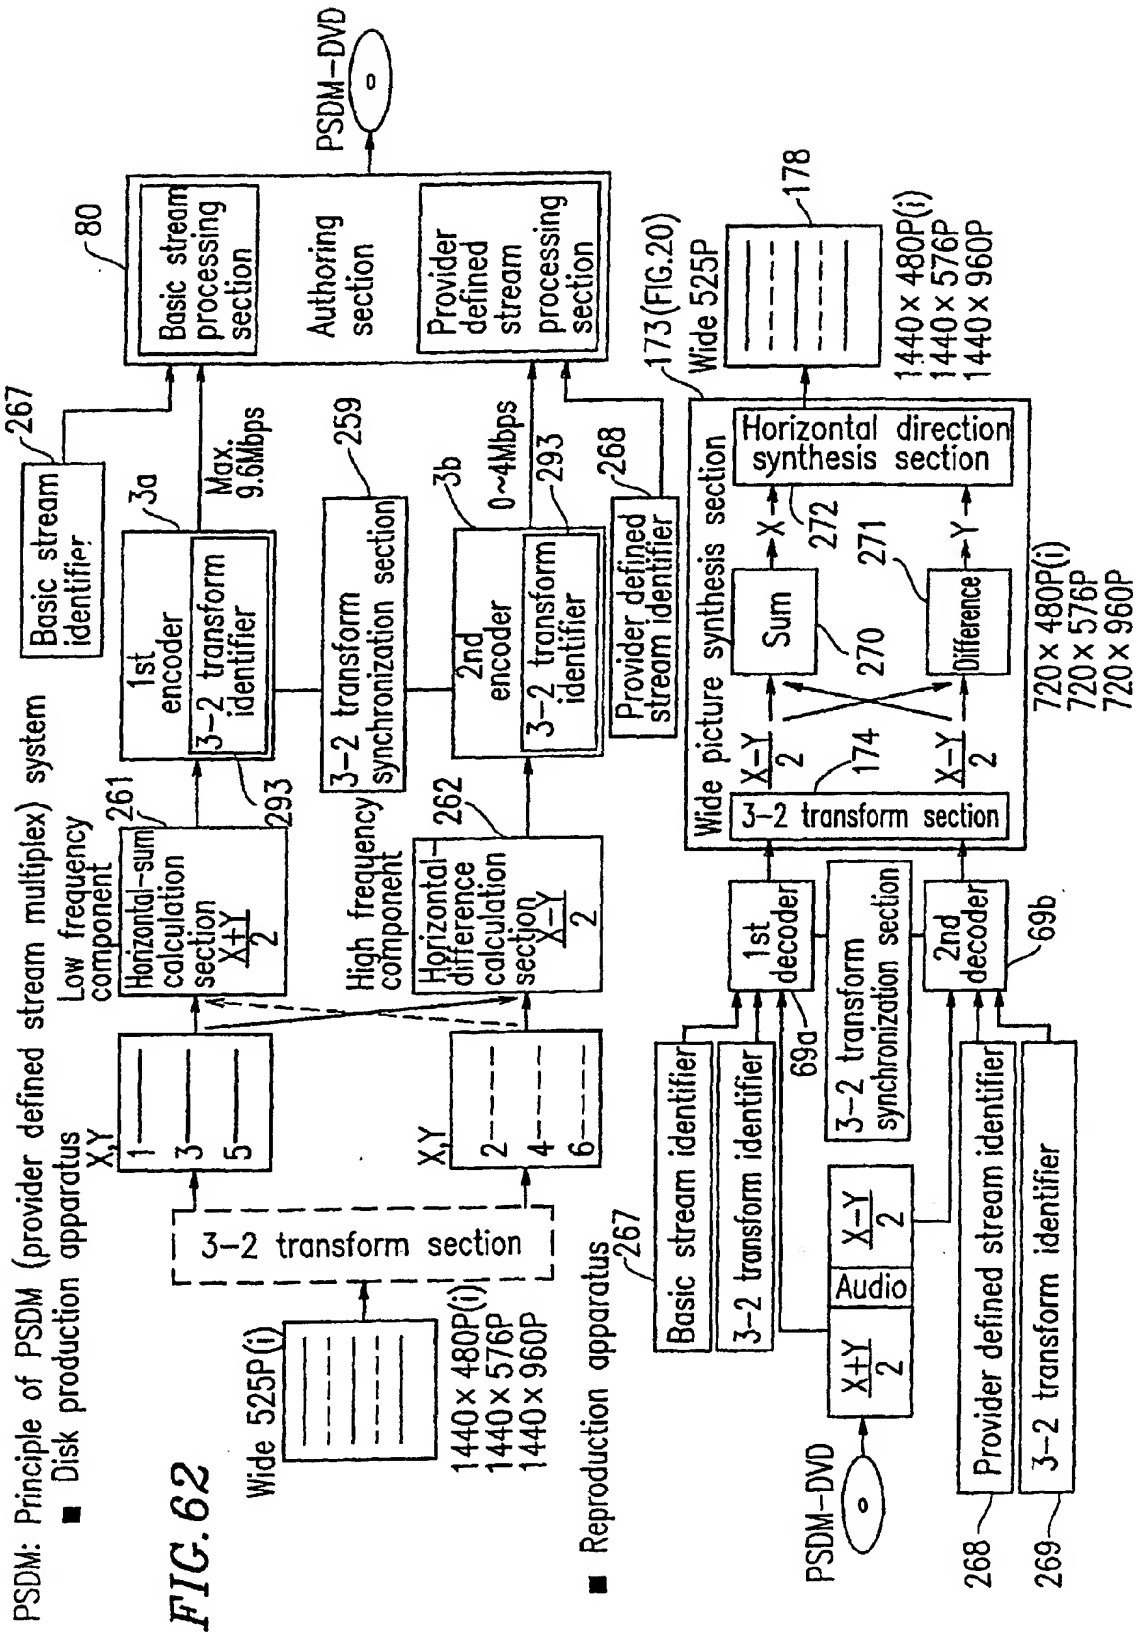 PSDM: Principle of PSDM (provider defined stream multiplex) system
■ Disk production apparatus
FIG.62
Wide 525P(i)
1440×480P(i)
1440×576P
1440×960P
3-2 transform section
X,Y
1
3
5
X,Y
2
4
6
Low frequency
component
261
Horizontal-sum
calculation
section
X+Y
2
293
High frequency
component
262
Horizontal-
difference
calculation
section
X-Y
2
Basic stream
identifier
267
3a
1st
encoder
3-2 transform
identifier
Max.
9.6Mbps
259
3-2 transform
synchronization section
3b
2nd
encoder
3-2 transform
identifier
0~4Mbps
293
268
Provider defined
stream identifier
80
Basic stream
processing
section
Authoring
section
Provider
defined
stream
processing
section
PSDM-DVD
■ Reproduction apparatus
PSDM-DVD
X+Y
2
Audio
X-Y
2
267
Basic stream identifier
3-2 transform identifier
268
Provider defined stream identifier
269
3-2 transform identifier
1st
decoder
69a
3-2 transform
synchronization section
2nd
decoder
69b
173(FIG.20)
Wide picture synthesis section
3-2 transform section
174
X-Y
2
X-Y
2
Sum
270
Difference
271
X
Y
Horizontal direction
synthesis section
272
720×480P(i)
720×576P
720×960P
Wide 525P
178
1440×480P(i)
1440×576P
1440×960P